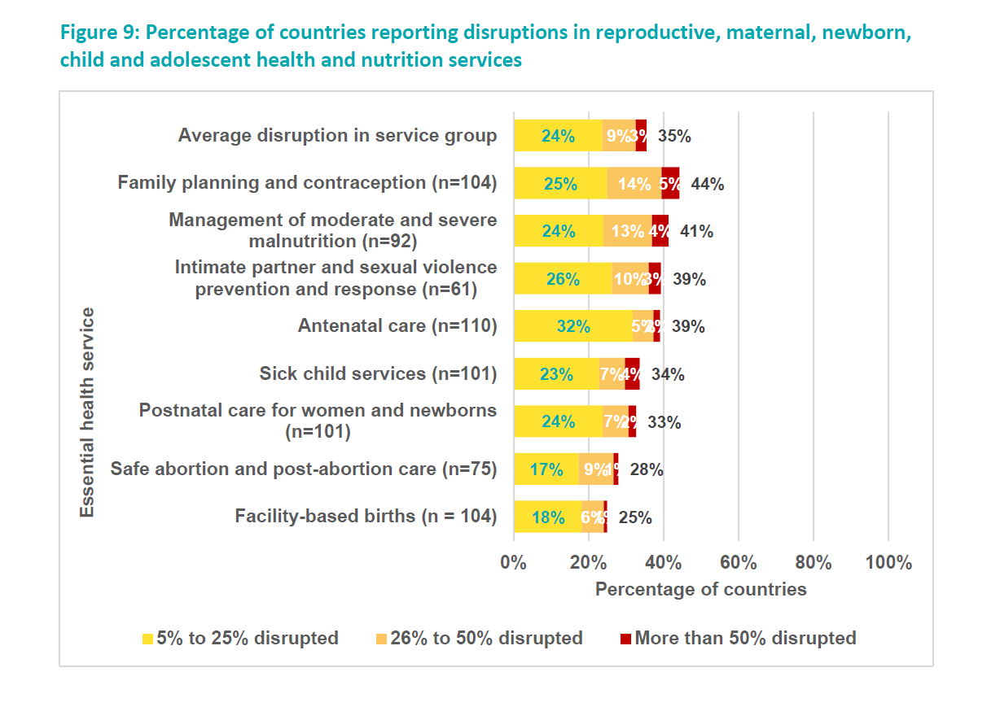 Figure 9: Percentage of countries reporting disruptions in reproductive, maternal, newborn,
child and adolescent health and nutrition services
Essential health service
Average disruption in service group 24% 9% 3% 35%
Family planning and contraception (n=104) 25% 14% 5% 44%
Management of moderate and severe
malnutrition (n=92) 24% 13% 4% 41%
Intimate partner and sexual violence
prevention and response (n=61) 26% 10% 3% 39%
Antenatal care (n=110) 32% 5% 39%
Sick child services (n=101) 23% 7% 4% 34%
Postnatal care for women and newborns
(n=101) 24% 7% 2% 33%
Safe abortion and post-abortion care (n=75) 17% 9% 1% 28%
Facility-based births (n = 104) 18% 6% 25%
0% 20% 40% 60% 80% 100%
Percentage of countries
5% to 25% disrupted 26% to 50% disrupted More than 50% disrupted